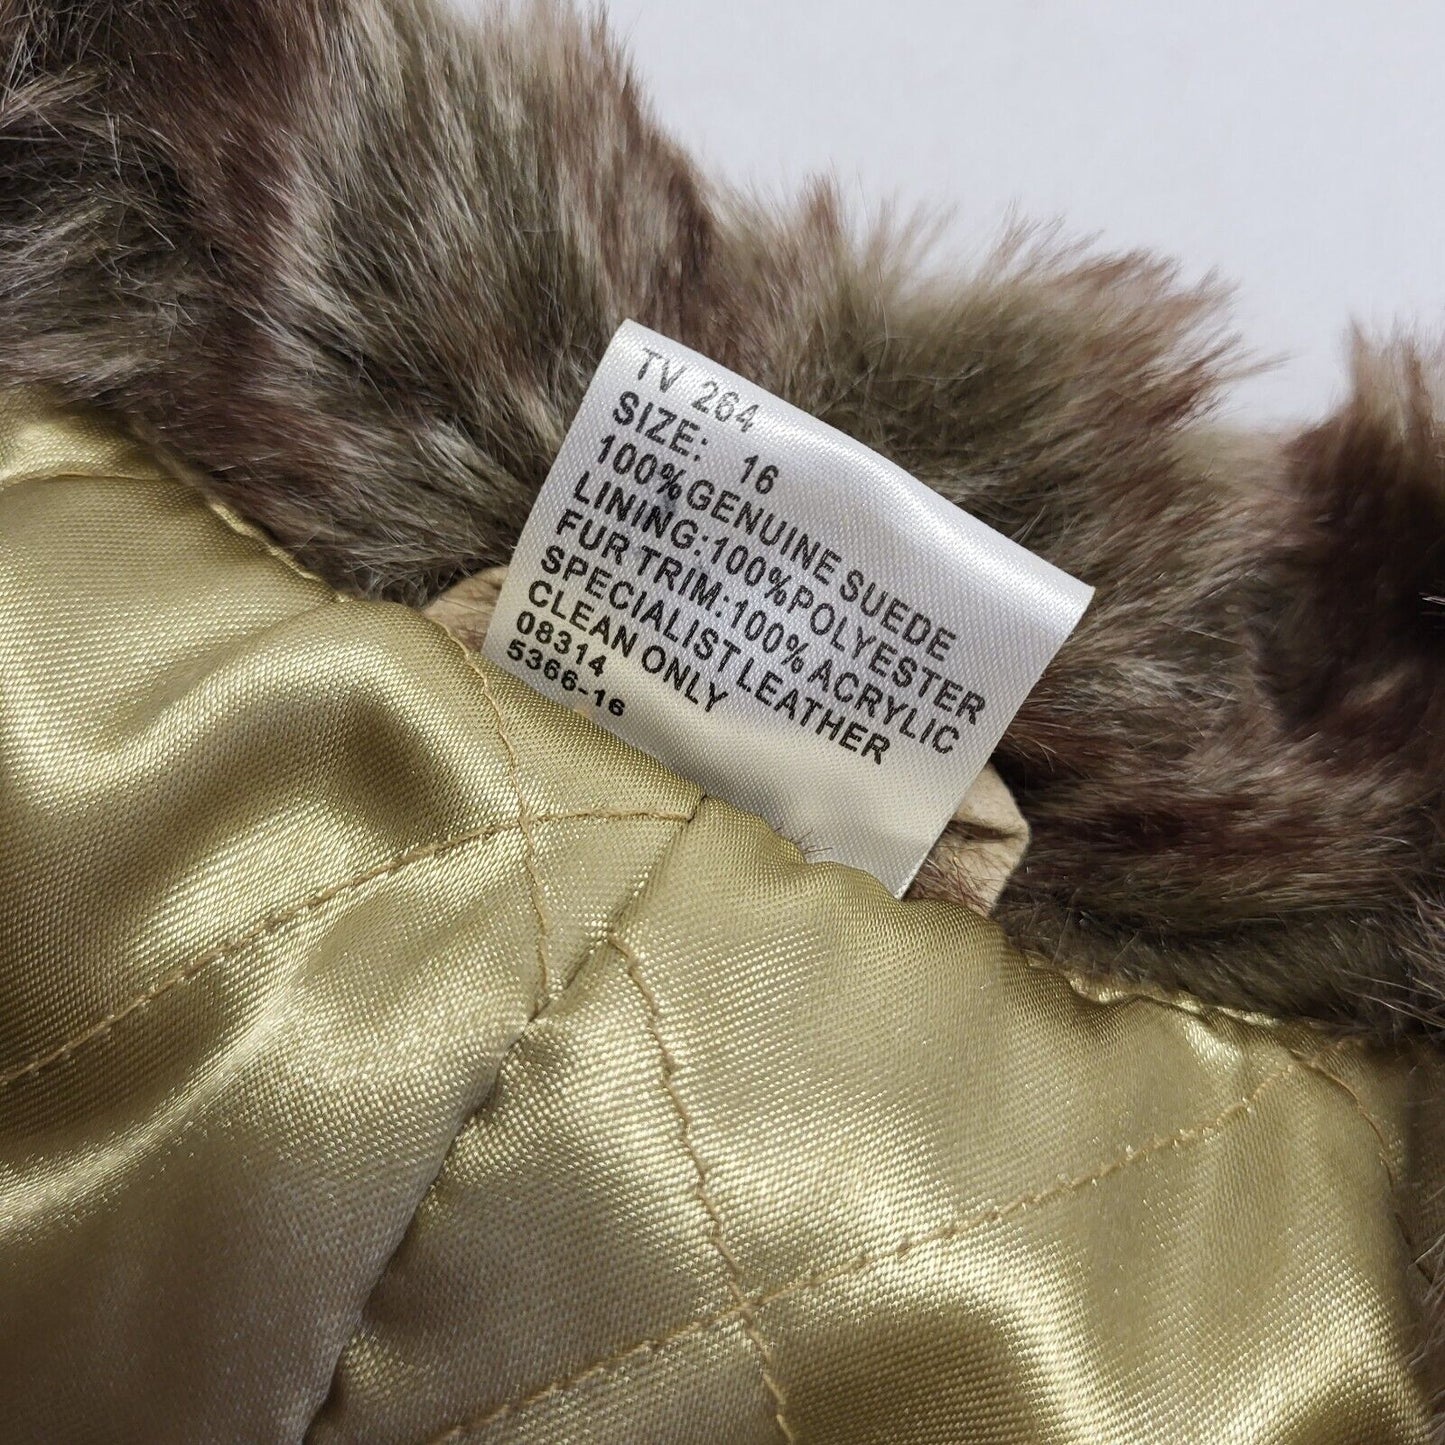 TV 264
SIZE: 16
100%GENUINE SUEDE
LINING:100%POLYESTER
FUR TRIM:100% ACRYLIC
SPECIALIST LEATHER
CLEAN ONLY
08314
5366-16